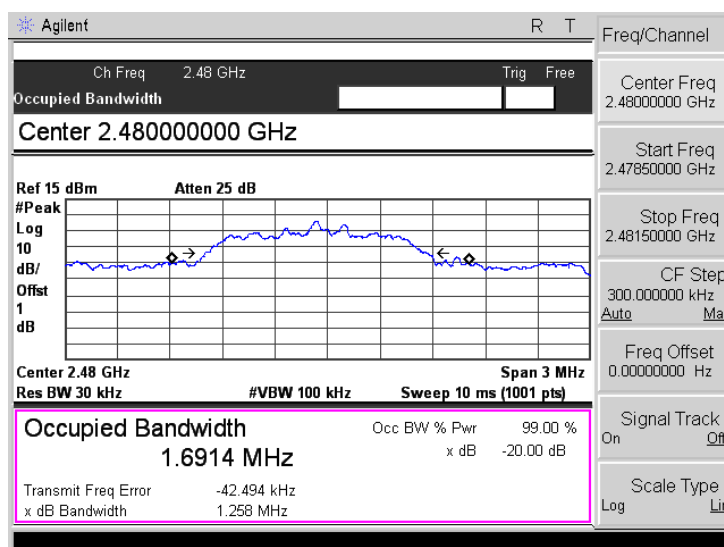 Agilent
R T
Ch Freq 2.48 GHz Trig Free
Occupied Bandwidth
Center 2.480000000 GHz
Ref 15 dBm Atten 25 dB
#Peak
Log
10
dB/
Offst
1
dB
Center 2.48 GHz Span 3 MHz
Res BW 30 kHz #VBW 100 kHz Sweep 10 ms (1001 pts)
Occupied Bandwidth
1.6914 MHz
Occ BW % Pwr 99.00 %
x dB -20.00 dB
Transmit Freq Error -42.494 kHz
x dB Bandwidth 1.258 MHz
Freq/Channel
Center Freq
2.48000000 GHz
Start Freq
2.47850000 GHz
Stop Freq
2.48150000 GHz
CF Step
300.000000 kHz
Auto Ma
Freq Offset
0.00000000 Hz
Signal Track
On Off
Scale Type
Log Li